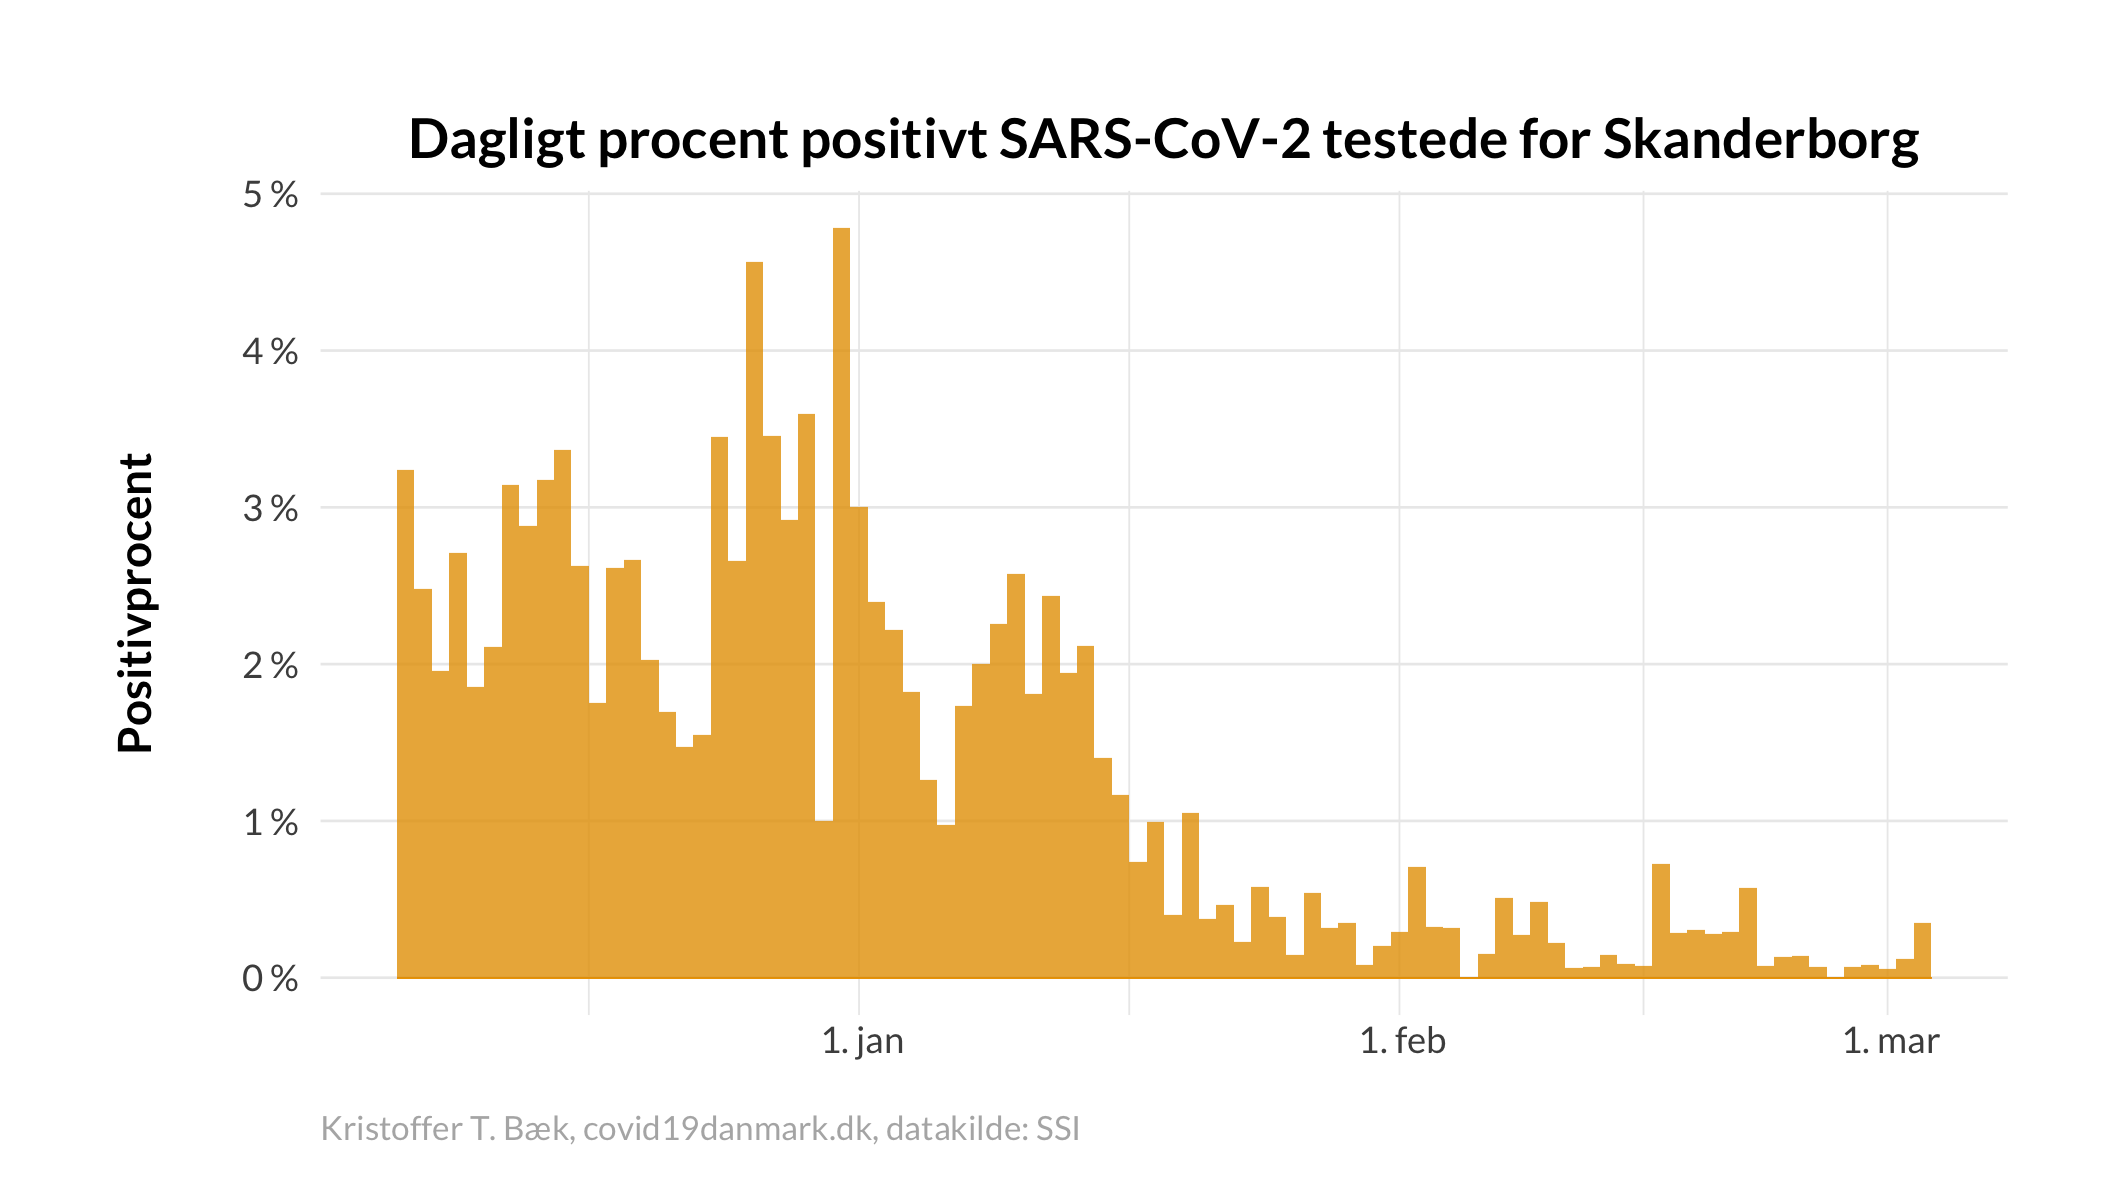 Dagligt procent positivt SARS-CoV-2 testede for Skanderborg
5 %
4 %
3 %
2 %
1 %
0 %
Positivprocent
1. jan
1. feb
1. mar
Kristoffer T. Bæk, covid19danmark.dk, datakilde: SSI